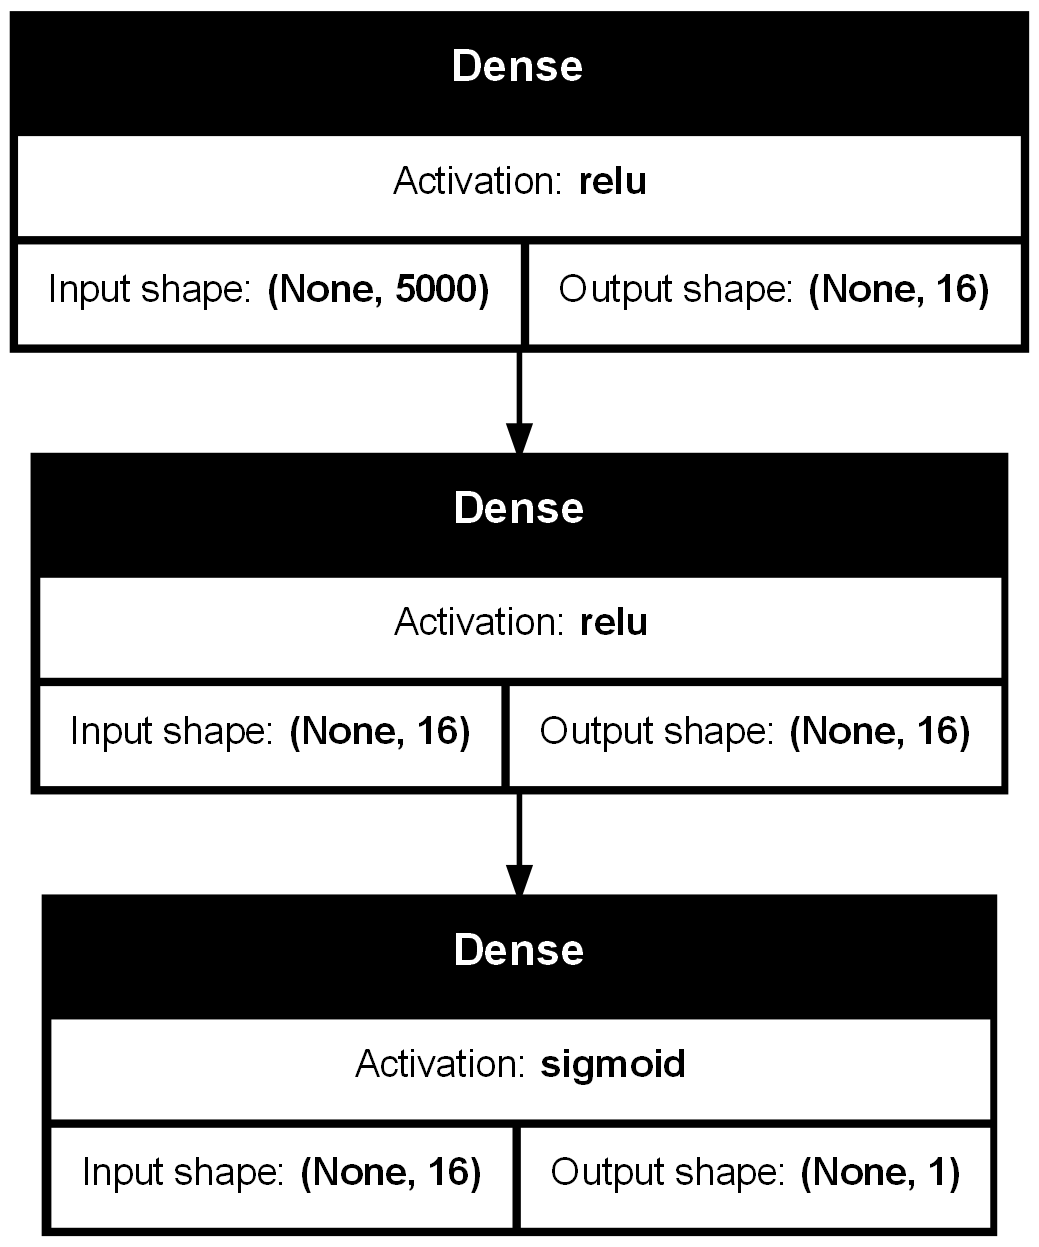 Dense
Activation: relu
Input shape: (None, 5000)
Output shape: (None, 16)
Dense
Activation: relu
Input shape: (None, 16)
Output shape: (None, 16)
Dense
Activation: sigmoid
Input shape: (None, 16)
Output shape: (None, 1)